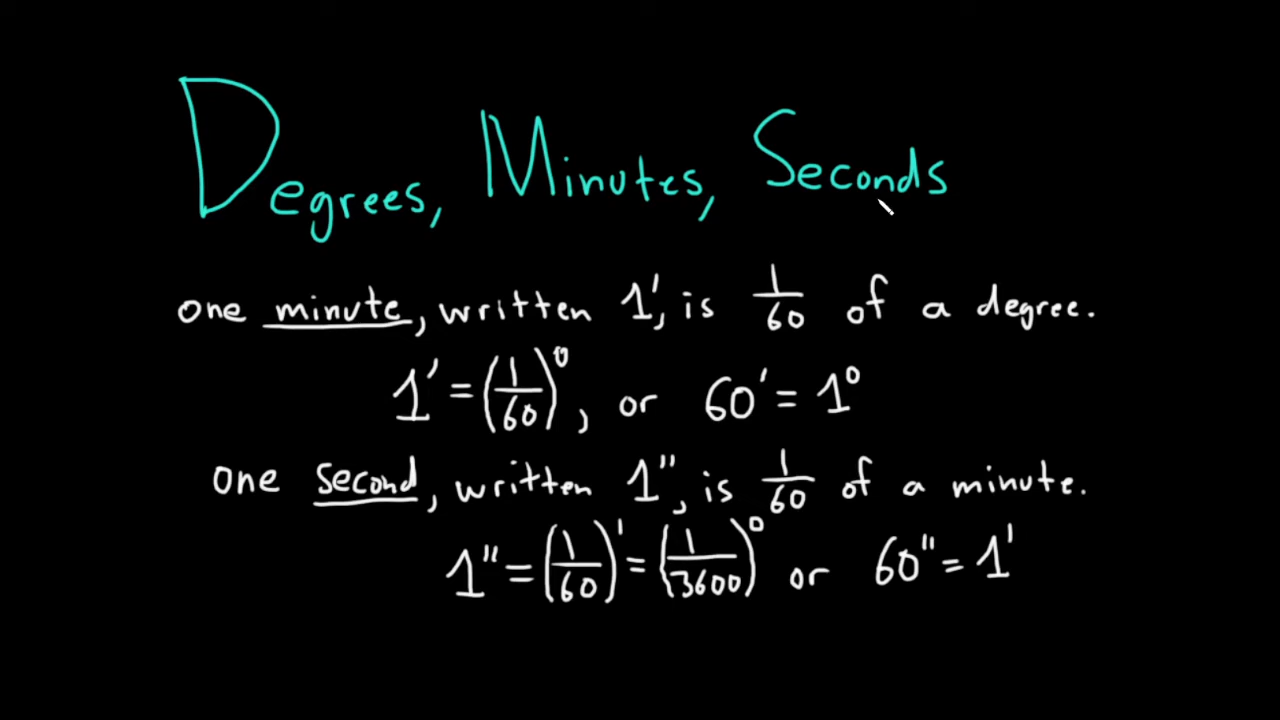 Degrees, Minutes, Seconds
one minute, written 1', is 1/60 of a degree.
1' = (1/60)°, or 60' = 1°
one second, written 1", is 1/60 of a minute.
1" = (1/60)' = (1/3600)° or 60" = 1'